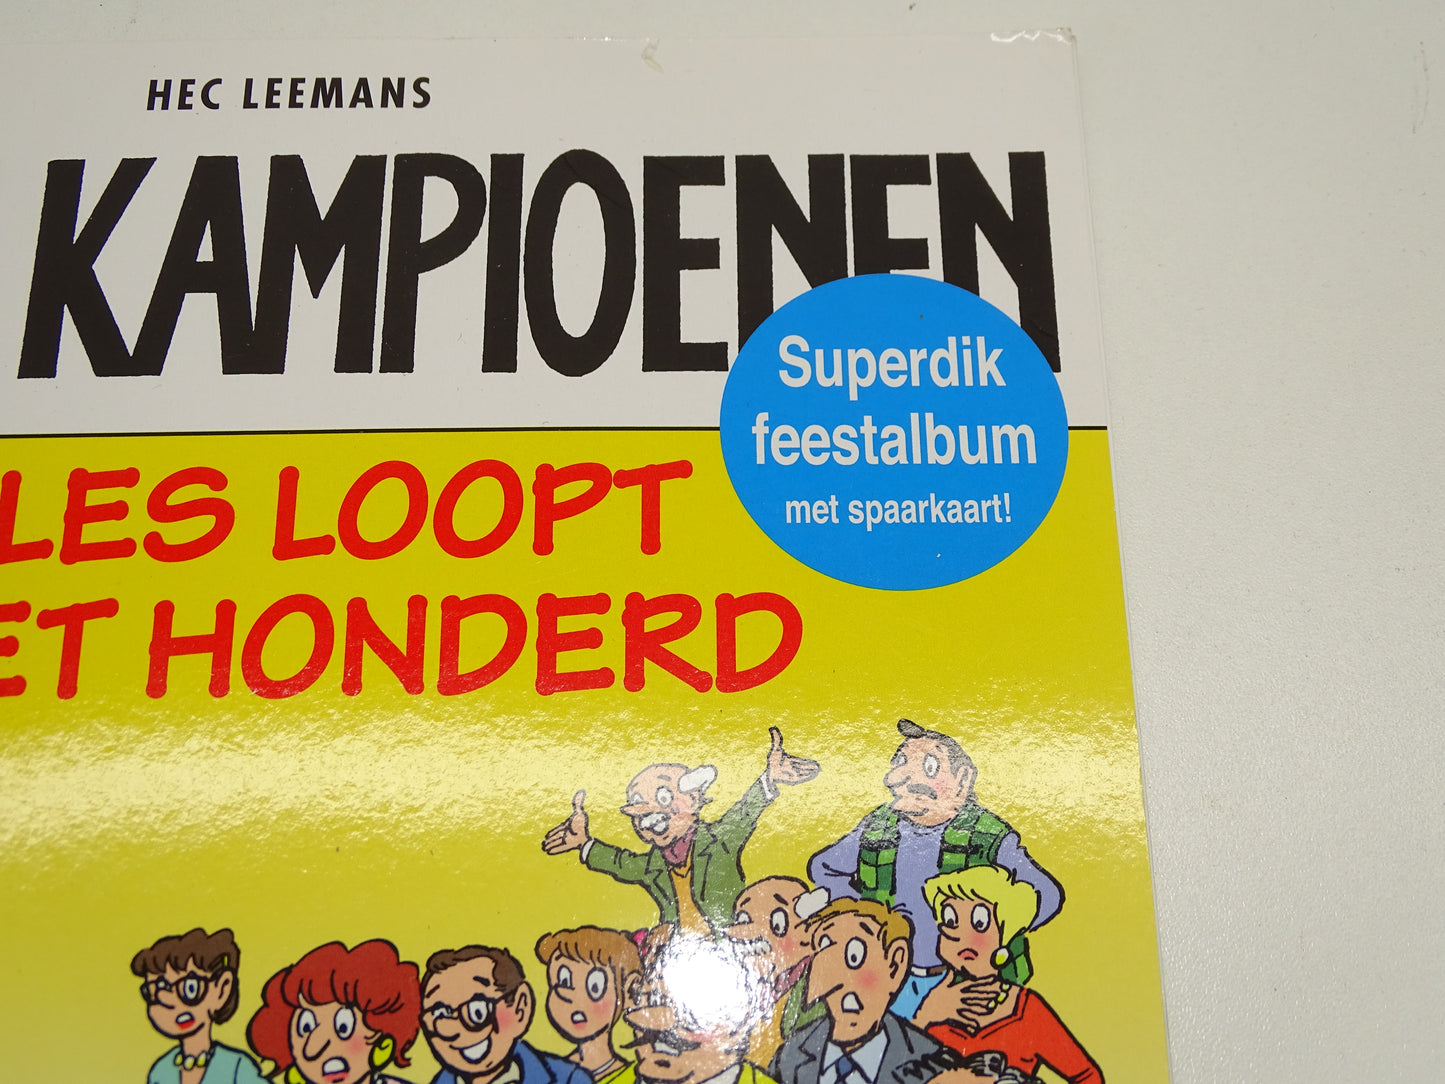 HEC LEEMANS
KAMPIOENEN
LES LOOPT
ET HONDERD
Superdik
feestalbum
met spaarkaart!